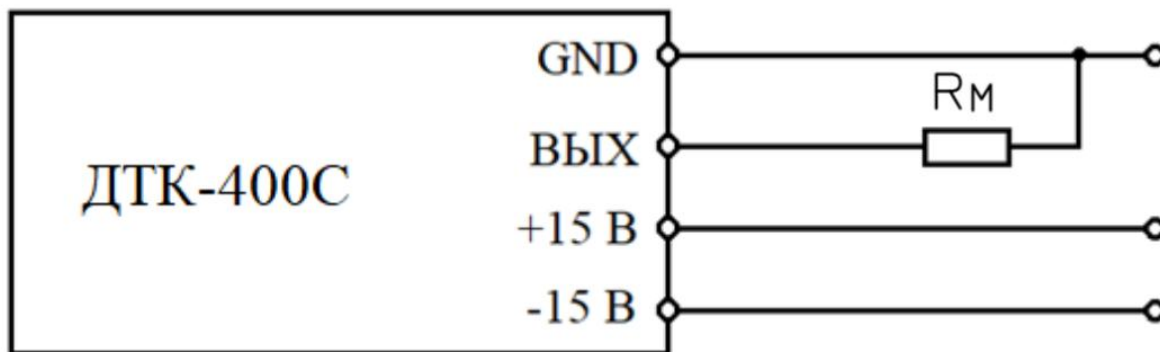 GND
Rм
ВЫХ
ДТК-400С
+15 В
-15 В